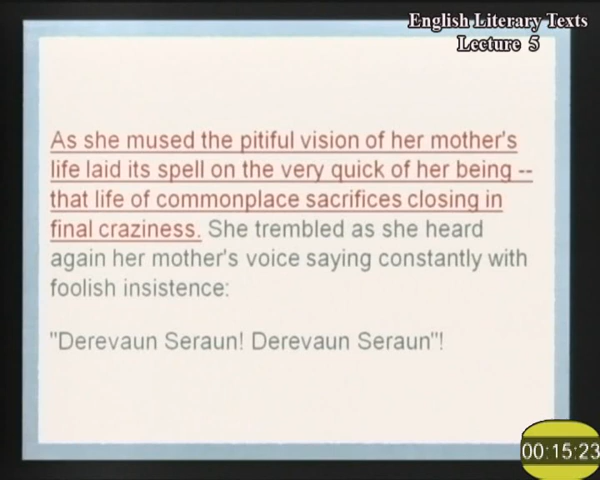 English Literary Texts
Lecture 5
As she mused the pitiful vision of her mother's
life laid its spell on the very quick of her being --
that life of commonplace sacrifices closing in
final craziness. She trembled as she heard
again her mother's voice saying constantly with
foolish insistence:
"Derevaun Seraun! Derevaun Seraun"!
00:15:23